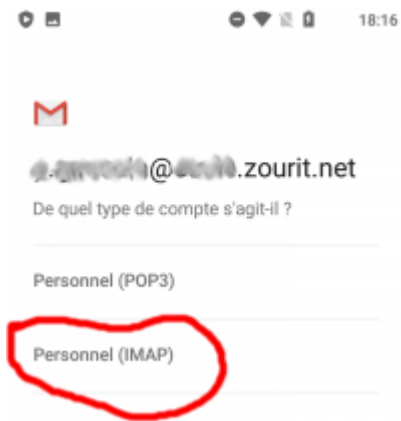 18:16
@ .zourit.net
De quel type de compte s'agit-il ?
Personnel (POP3)
Personnel (IMAP)